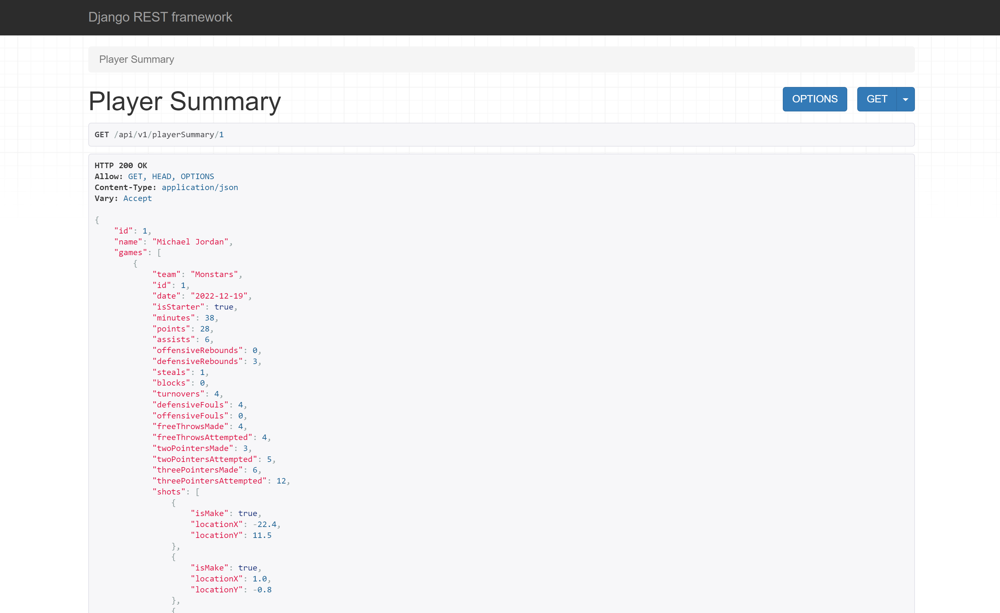 Django REST framework
Player Summary
Player Summary
OPTIONS
GET
GET /api/v1/playerSummary/1
HTTP 200 OK
Allow: GET, HEAD, OPTIONS
Content-Type: application/json
Vary: Accept
{
    "id": 1,
    "name": "Michael Jordan",
    "games": [
        {
            "team": "Monstars",
            "id": 1,
            "date": "2022-12-19",
            "isStarter": true,
            "minutes": 38,
            "points": 28,
            "assists": 6,
            "offensiveRebounds": 0,
            "defensiveRebounds": 3,
            "steals": 1,
            "blocks": 0,
            "turnovers": 4,
            "defensiveFouls": 4,
            "offensiveFouls": 0,
            "freeThrowsMade": 4,
            "freeThrowsAttempted": 4,
            "twoPointersMade": 3,
            "twoPointersAttempted": 5,
            "threePointersMade": 6,
            "threePointersAttempted": 12,
            "shots": [
                {
                    "isMake": true,
                    "locationX": -22.4,
                    "locationY": 11.5
                },
                {
                    "isMake": true,
                    "locationX": 1.0,
                    "locationY": -0.8
                },
                {